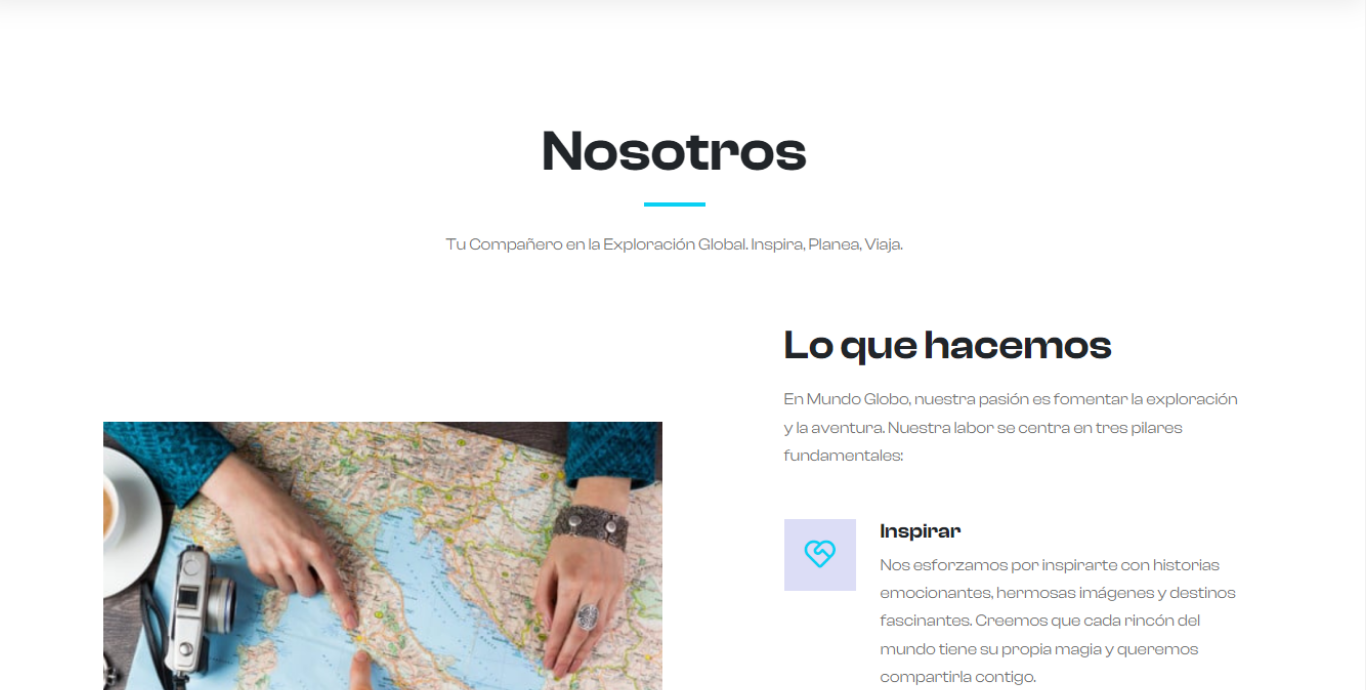 Nosotros
Tu Compañero en la Exploración Global. Inspira, Planea, Viaja.
Lo que hacemos
En Mundo Globo, nuestra pasión es fomentar la exploración
y la aventura. Nuestra labor se centra en tres pilares
fundamentales:
Inspirar
Nos esforzamos por inspirarte con historias
emocionantes, hermosas imágenes y destinos
fascinantes. Creemos que cada rincón del
mundo tiene su propia magia y queremos
compartirla contigo.